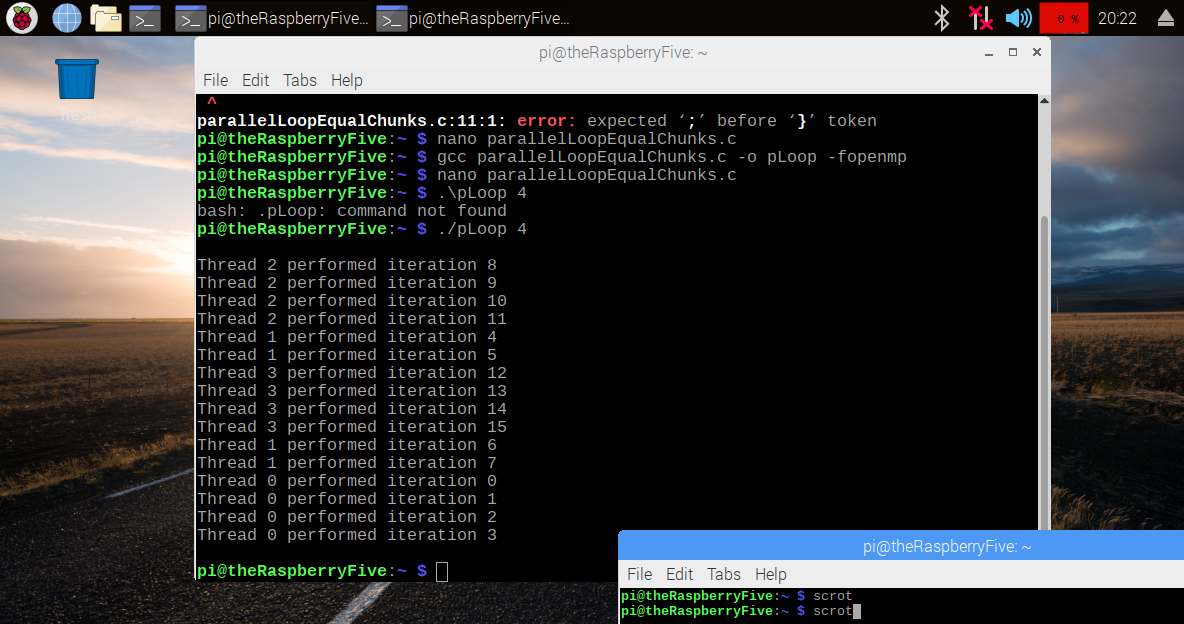 pi@theRaspberryFive... pi@theRaspberryFive... 0 % 20:22
pi@theRaspberryFive: ~
File Edit Tabs Help
^
parallelLoopEqualChunks.c:11:1: error: expected ‘;’ before ‘}’ token
pi@theRaspberryFive:~ $ nano parallelLoopEqualChunks.c
pi@theRaspberryFive:~ $ gcc parallelLoopEqualChunks.c -o pLoop -fopenmp
pi@theRaspberryFive:~ $ nano parallelLoopEqualChunks.c
pi@theRaspberryFive:~ $ .\pLoop 4
bash: .pLoop: command not found
pi@theRaspberryFive:~ $ ./pLoop 4
Thread 2 performed iteration 8
Thread 2 performed iteration 9
Thread 2 performed iteration 10
Thread 2 performed iteration 11
Thread 1 performed iteration 4
Thread 1 performed iteration 5
Thread 3 performed iteration 12
Thread 3 performed iteration 13
Thread 3 performed iteration 14
Thread 3 performed iteration 15
Thread 1 performed iteration 6
Thread 1 performed iteration 7
Thread 0 performed iteration 0
Thread 0 performed iteration 1
Thread 0 performed iteration 2
Thread 0 performed iteration 3
pi@theRaspberryFive:~ $
pi@theRaspberryFive: ~
File Edit Tabs Help
pi@theRaspberryFive:~ $ scrot
pi@theRaspberryFive:~ $ scrot